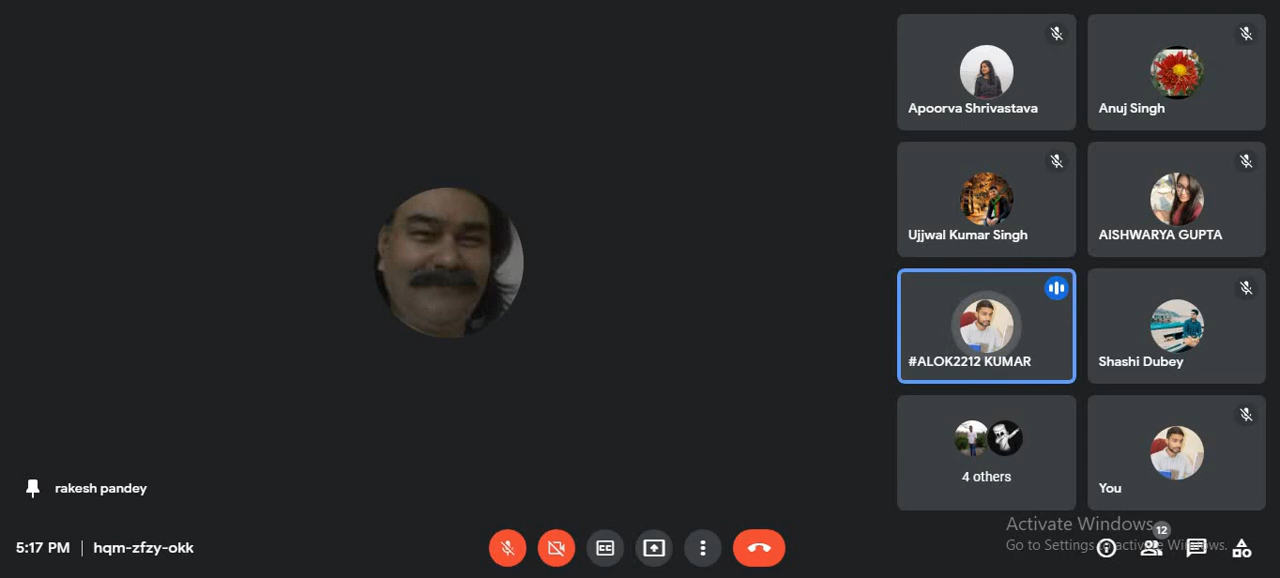 Apoorva Shrivastava
Anuj Singh
Ujjwal Kumar Singh
AISHWARYA GUPTA
#ALOK2212 KUMAR
Shashi Dubey
4 others
You
rakesh pandey
Activate Windows
Go to Settings to activate Windows.
12
5:17 PM | hqm-zfzy-okk
CC